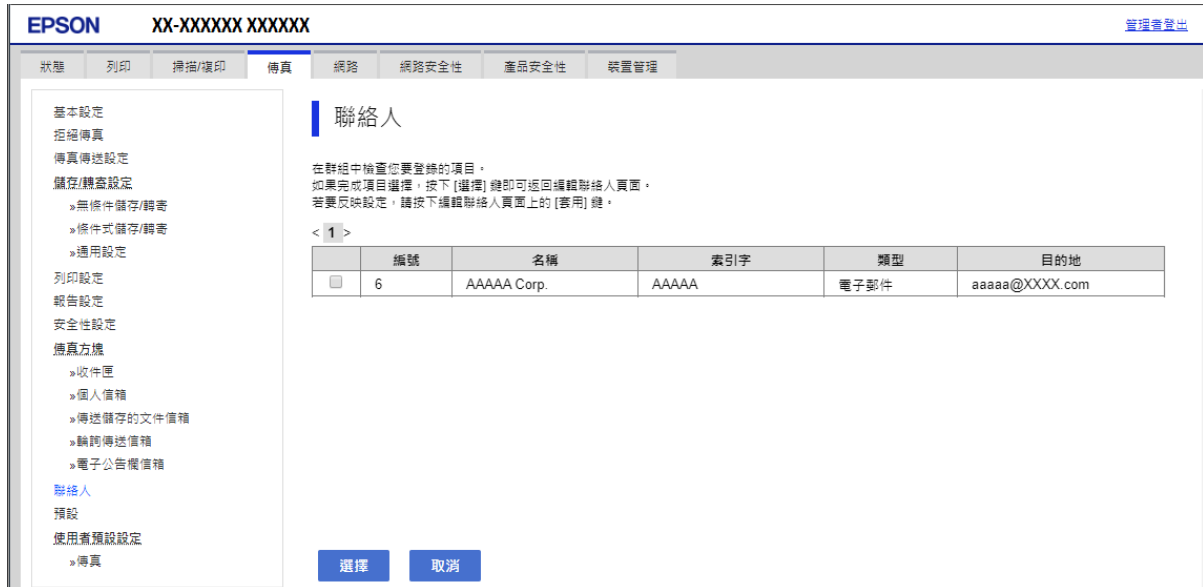 EPSON XX-XXXXXX XXXXXX 管理者登出
狀態 列印 掃描/複印 傳真 網路 網路安全性 產品安全性 裝置管理
基本設定
拒絕傳真
傳真傳送設定
儲存/轉寄設定
»無條件儲存/轉寄
»條件式儲存/轉寄
»通用設定
列印設定
報告設定
安全性設定
傳真方塊
»收件匣
»個人信箱
»傳送儲存的文件信箱
»輪詢傳送信箱
»電子公告欄信箱
聯絡人
預設
使用者預設設定
»傳真
聯絡人
在群組中檢查您要登錄的項目。
如果完成項目選擇，按下 [選擇] 鍵即可返回編輯聯絡人頁面。
若要反映設定，請按下編輯聯絡人頁面上的 [套用] 鍵。
< 1 >
編號 名稱 索引字 類型 目的地
6 AAAAA Corp. AAAAA 電子郵件 aaaaa@XXXX.com
選擇 取消